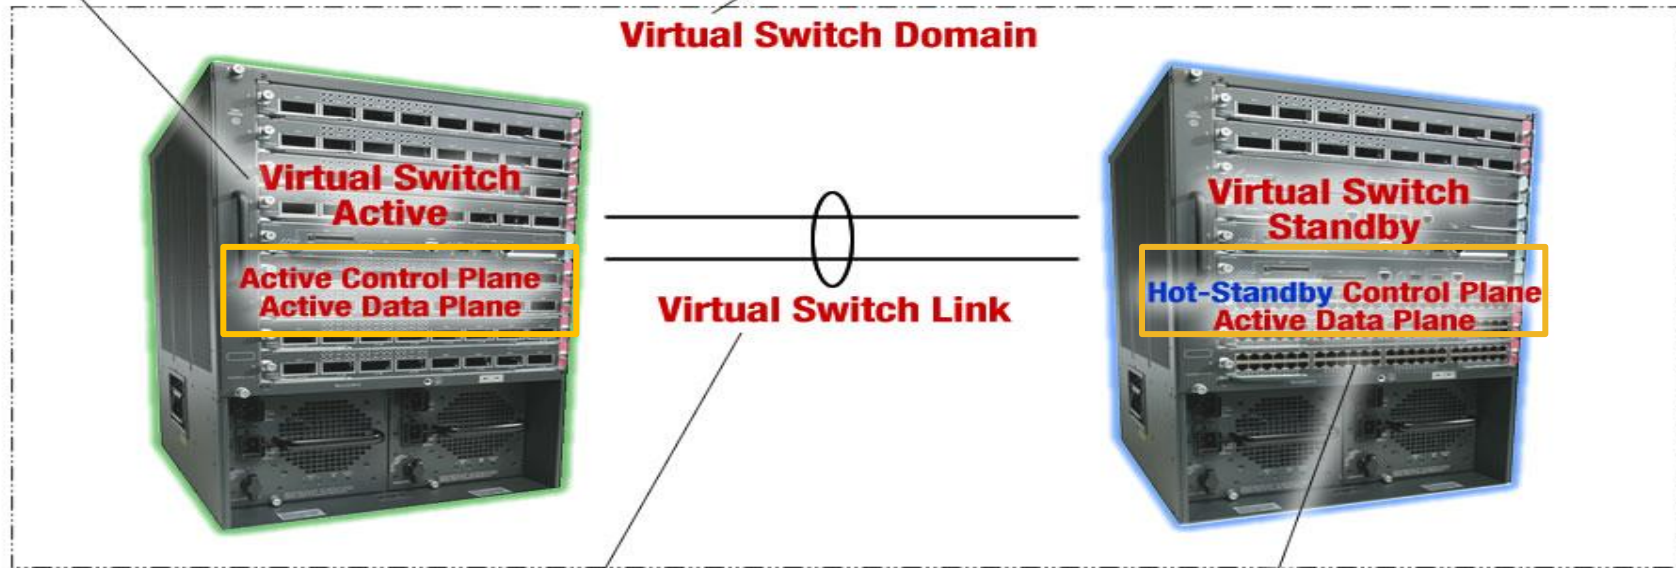 Virtual Switch Domain
Virtual Switch
Active
Active Control Plane
Active Data Plane
Virtual Switch Link
Virtual Switch
Standby
Hot-Standby Control Plane
Active Data Plane